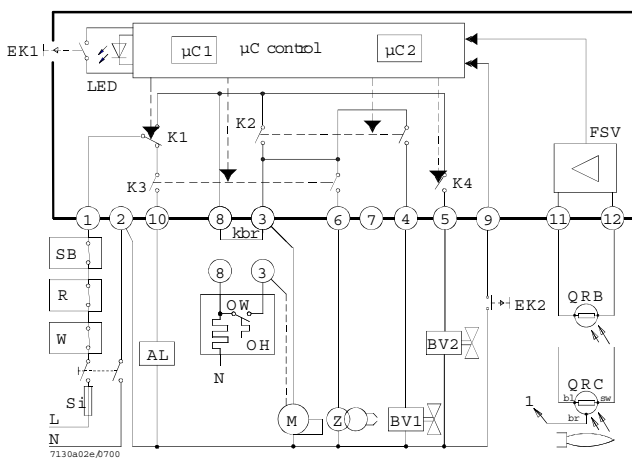 µC1 µC control µC2
EK1
LED
FSV
K1
K2
K3
K4
1 2 10 8 3 6 7 4 5 9 11 12
kbr
SB
8 3
QRB
R
OW
EK2
OH
W
AL
BV2
N
QRC
bl sw
Si
1
br
L
M
Z
BV1
N
7130a02e/0700